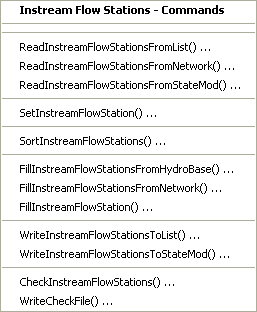 Instream Flow Stations - Commands
ReadInstreamFlowStationsFromList() ...
ReadInstreamFlowStationsFromNetwork() ...
ReadInstreamFlowStationsFromStateMod() ...
SetInstreamFlowStation() ...
SortInstreamFlowStations() ...
FillInstreamFlowStationsFromHydroBase() ...
FillInstreamFlowStationsFromNetwork() ...
FillInstreamFlowStation() ...
WriteInstreamFlowStationsToList() ...
WriteInstreamFlowStationsToStateMod() ...
CheckInstreamFlowStations() ...
WriteCheckFile() ...